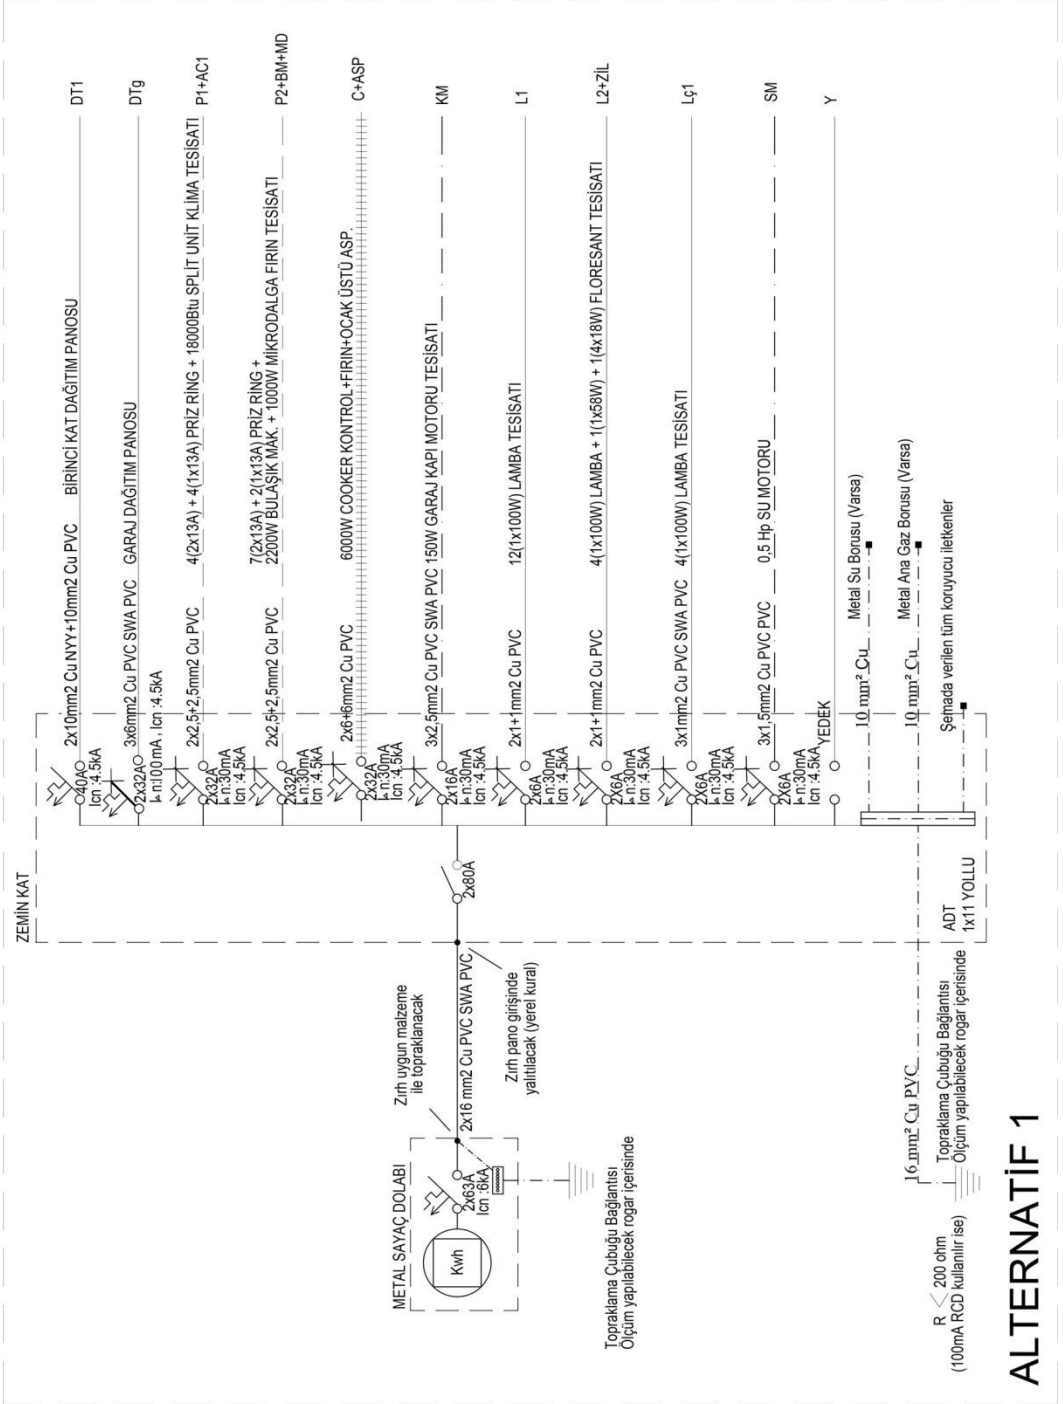 ZEMİN KAT
40A
Icn :4.5kA
2x10mm2 Cu NYY+10mm2 Cu PVC
BİRİNCİ KAT DAĞITIM PANOSU
DT1
2x32A
n:100mA , Icn :4.5kA
3x6mm2 Cu PVC SWA PVC
GARAJ DAĞITIM PANOSU
DTg
2X32A
n:30mA
Icn :4.5kA
2x2,5+2,5mm2 Cu PVC
4(2x13A) + 4(1x13A) PRİZ RİNG + 18000Btu SPLİT UNİT KLİMA TESİSATI
P1+AC1
2x32A
n:30mA
Icn :4.5kA
2x2,5+2,5mm2 Cu PVC
7(2x13A) + 2(1x13A) PRİZ RİNG +
2200W BULAŞIK MAK. + 1000W MİKRODALGA FIRIN TESİSATI
P2+BM+MD
2x32A
n:30mA
Icn :4.5kA
2x6+6mm2 Cu PVC
6000W COOKER KONTROL+FIRIN+OCAK ÜSTÜ ASP.
C+ASP
2x16A
n:30mA
Icn :4.5kA
3x2,5mm2 Cu PVC SWA PVC
150W GARAJ KAPI MOTORU TESİSATI
KM
2X6A
n:30mA
Icn :4.5kA
2x1+1mm2 Cu PVC
12(1x100W) LAMBA TESİSATI
L1
2X6A
n:30mA
Icn :4.5kA
2x1+1mm2 Cu PVC
4(1x100W) LAMBA + 1(1x58W) + 1(4x18W) FLORESANT TESİSATI
L2+ZİL
2X6A
n:30mA
Icn :4.5kA
3x1mm2 Cu PVC SWA PVC
4(1x100W) LAMBA TESİSATI
Lç1
2X6A
n:30mA
Icn :4.5kA
3x1,5mm2 Cu PVC PVC
0,5 Hp SU MOTORU
SM
YEDEK
Y
2x80A
10 mm² Cu
Metal Su Borusu (Varsa)
10 mm² Cu
Metal Ana Gaz Borusu (Varsa)
Şemada verilen tüm koruyucu iletkenler
ADT
1x11 YOLLU
METAL SAYAÇ DOLABI
Kwh
2x63A
Icn :6kA
Zırh uygun malzeme
ile topraklanacak
2x16 mm2 Cu PVC SWA PVC
Zırh pano girişinde
yalıtılacak (yerel kural)
Topraklama Çubuğu Bağlantısı
Ölçüm yapılabilecek rogar içerisinde
16 mm² Cu PVC
Topraklama Çubuğu Bağlantısı
Ölçüm yapılabilecek rogar içerisinde
R < 200 ohm
(100mA RCD kullanılır ise)
ALTERNATİF 1